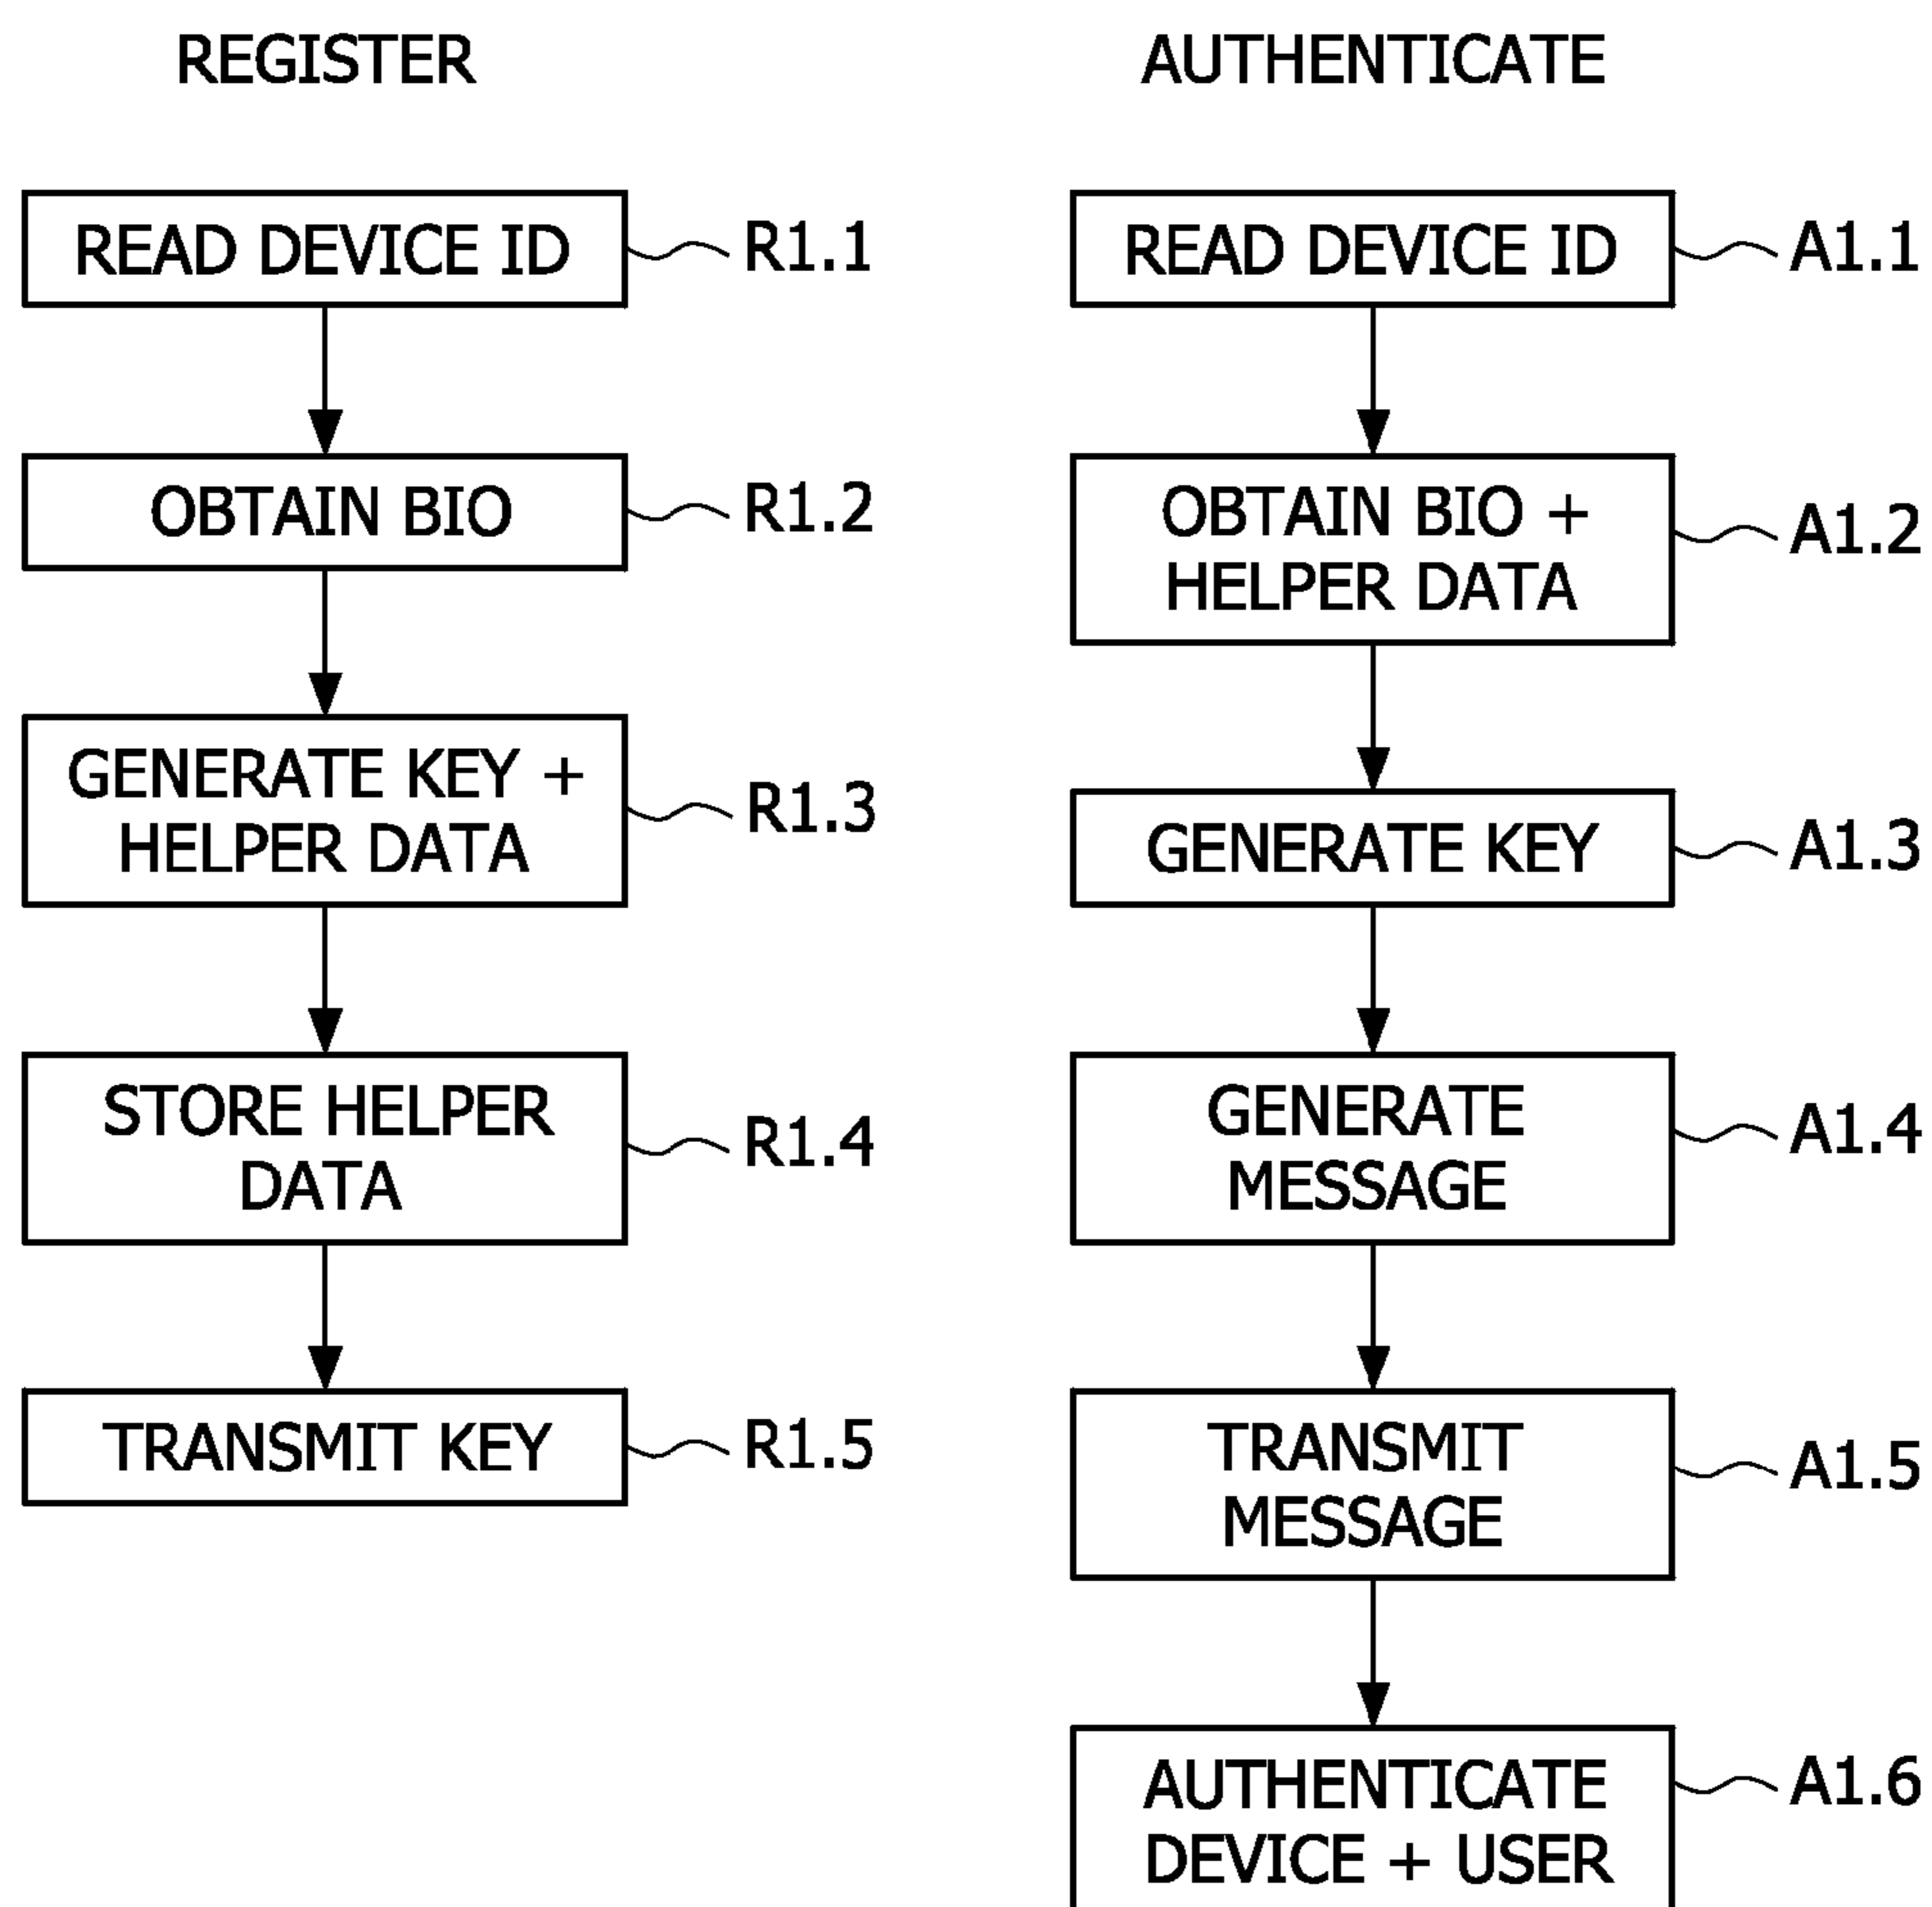 REGISTER
READ DEVICE ID
R1.1
OBTAIN BIO
R1.2
GENERATE KEY +
HELPER DATA
R1.3
STORE HELPER
DATA
R1.4
TRANSMIT KEY
R1.5
AUTHENTICATE
READ DEVICE ID
A1.1
OBTAIN BIO +
HELPER DATA
A1.2
GENERATE KEY
A1.3
GENERATE
MESSAGE
A1.4
TRANSMIT
MESSAGE
A1.5
AUTHENTICATE
DEVICE + USER
A1.6